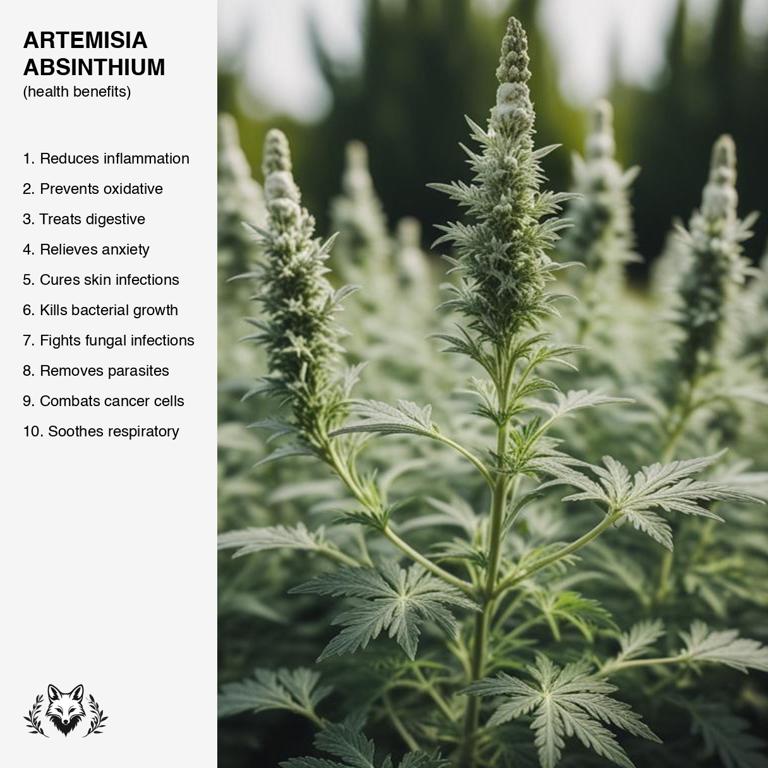 ARTEMISIA
ABSINTHIUM
(health benefits)
1. Reduces inflammation
2. Prevents oxidative
3. Treats digestive
4. Relieves anxiety
5. Cures skin infections
6. Kills bacterial growth
7. Fights fungal infections
8. Removes parasites
9. Combats cancer cells
10. Soothes respiratory